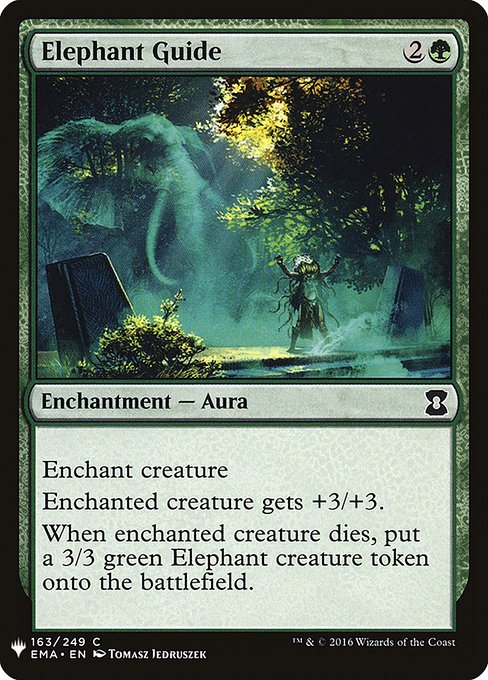 Elephant Guide 2
Enchantment — Aura
Enchant creature
Enchanted creature gets +3/+3.
When enchanted creature dies, put
a 3/3 green Elephant creature token
onto the battlefield.
163/249 C
EMA • EN Tomasz Jedruszek
™ & © 2016 Wizards of the Coast